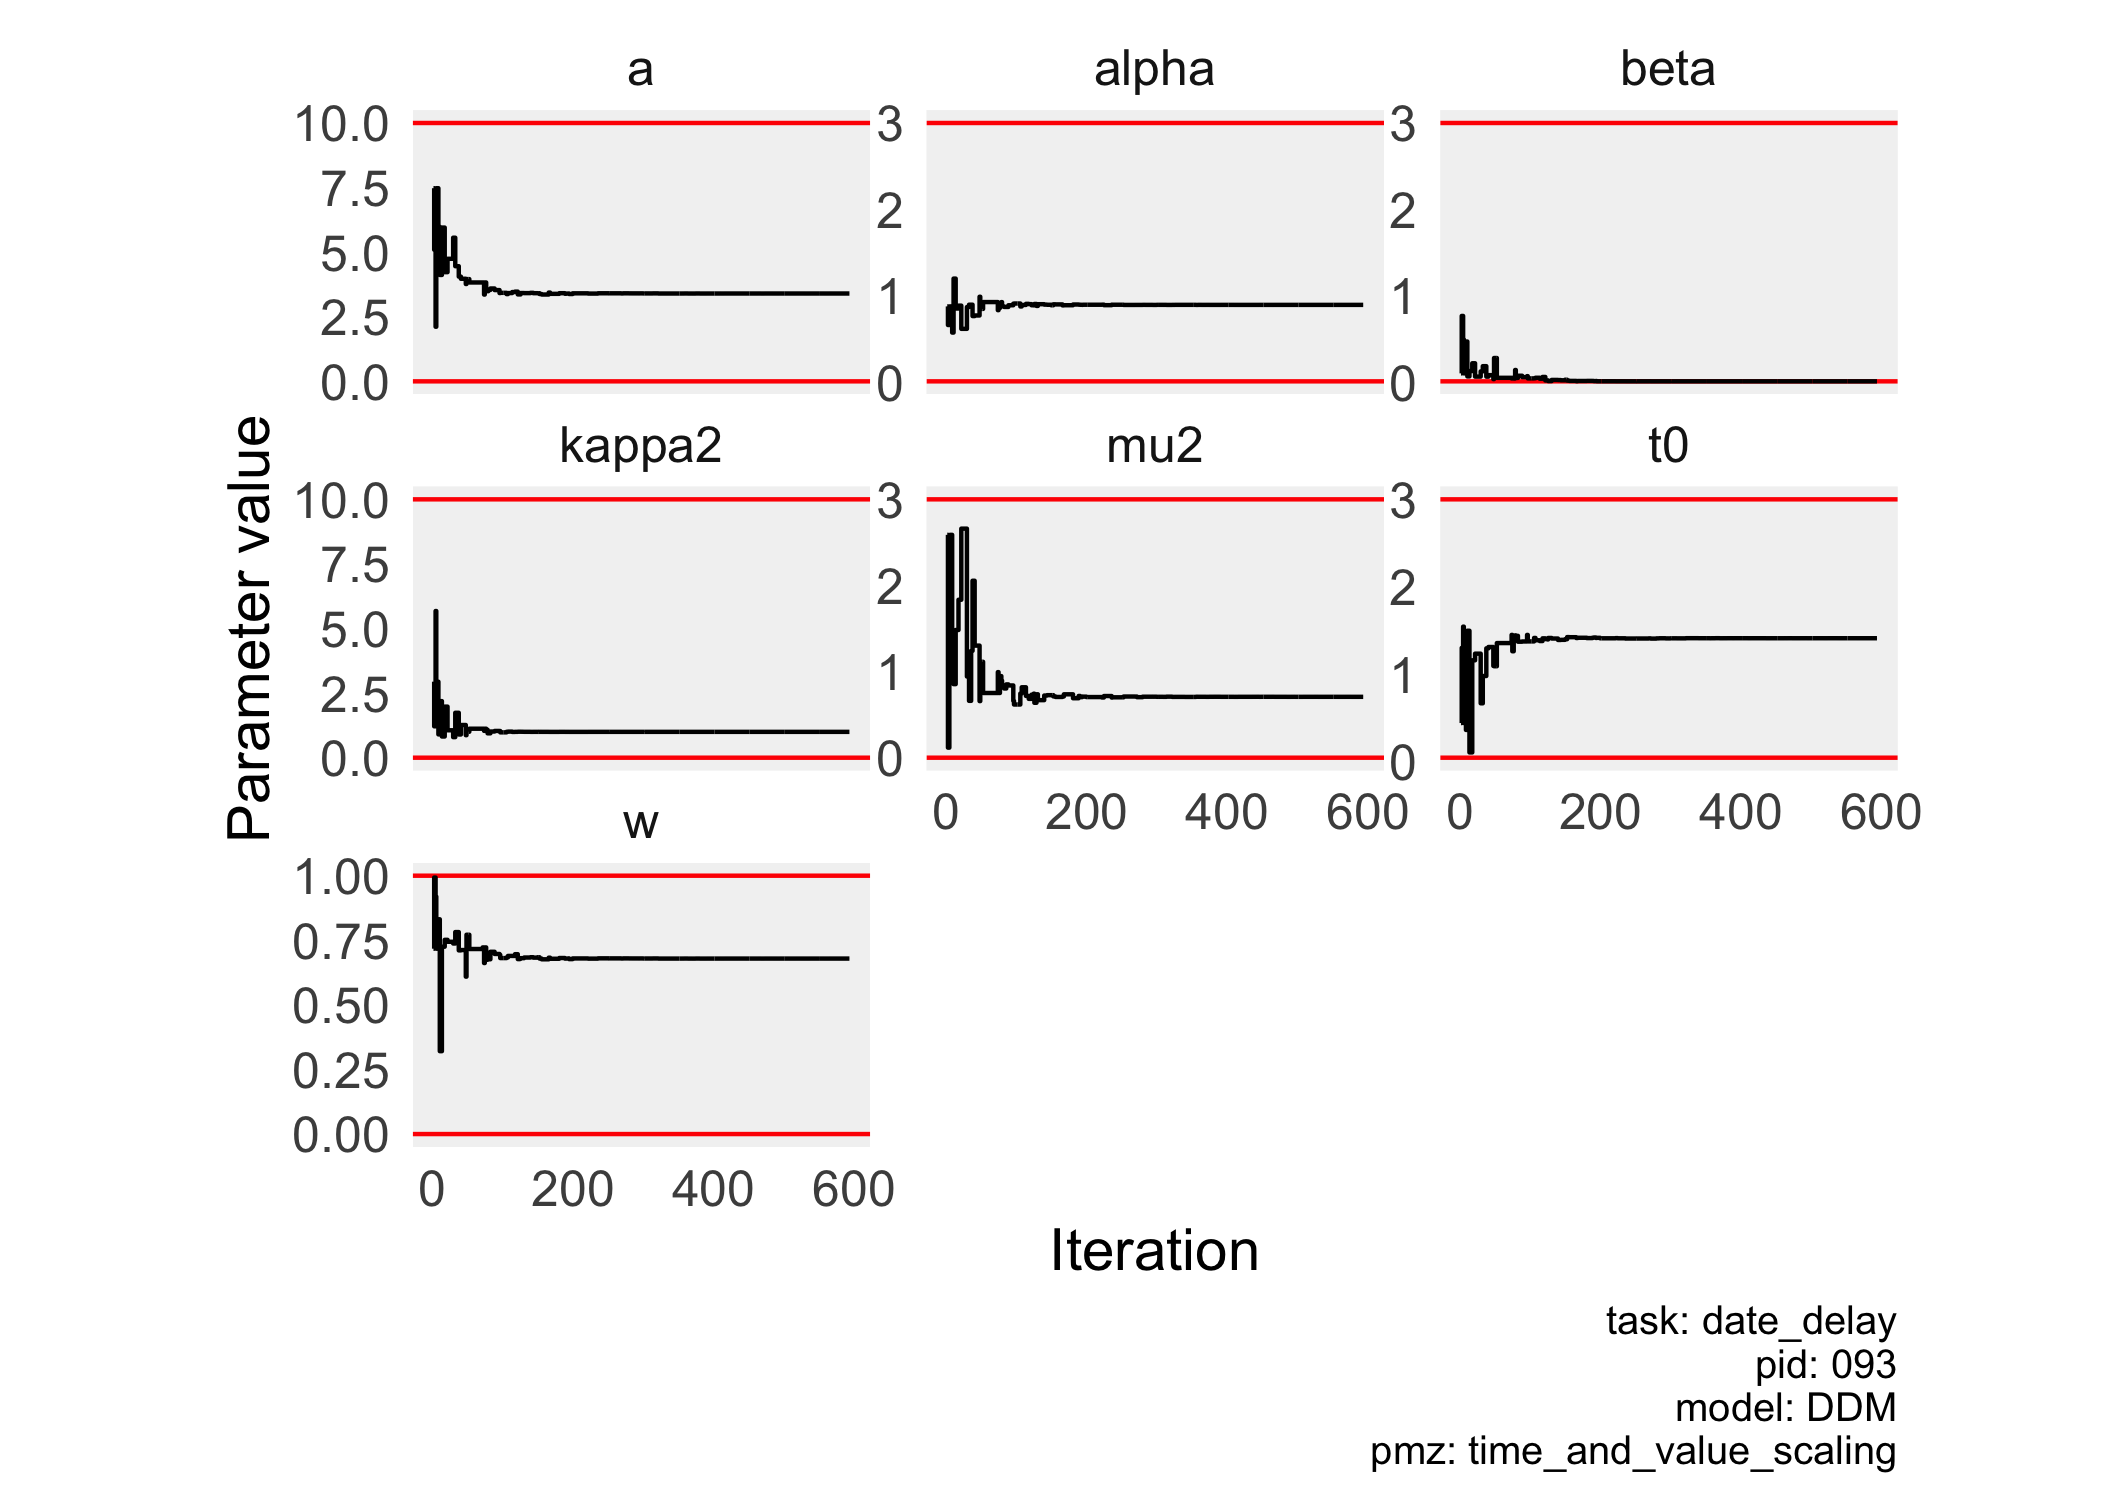 a
alpha
beta
10.0
7.5
5.0
2.5
0.0
3
2
1
0
3
2
1
0
kappa2
mu2
t0
10.0
7.5
5.0
2.5
0.0
3
2
1
0
3
2
1
0
0 200 400 600
0 200 400 600
w
1.00
0.75
0.50
0.25
0.00
0 200 400 600
Parameter value
Iteration
task: date_delay
pid: 093
model: DDM
pmz: time_and_value_scaling